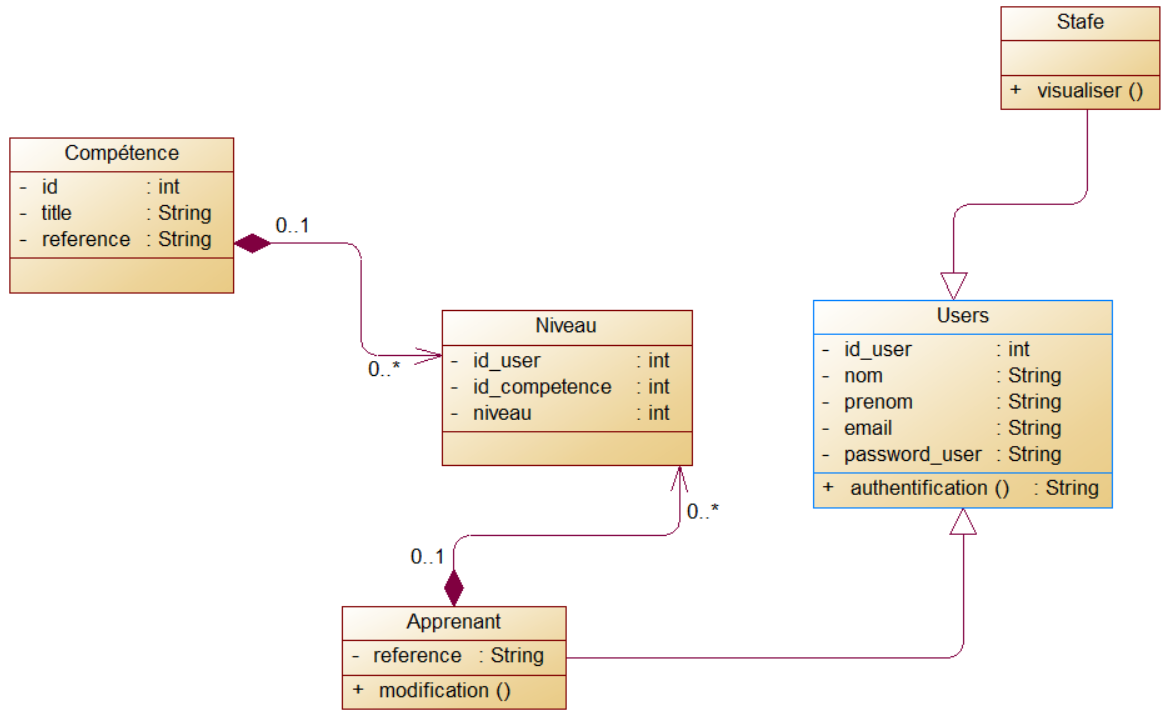 Stafe
+ visualiser ()
Compétence
- id : int
- title : String
- reference : String
0..1
0..*
Niveau
- id_user : int
- id_competence : int
- niveau : int
Users
- id_user : int
- nom : String
- prenom : String
- email : String
- password_user : String
+ authentification () : String
0..*
0..1
Apprenant
- reference : String
+ modification ()